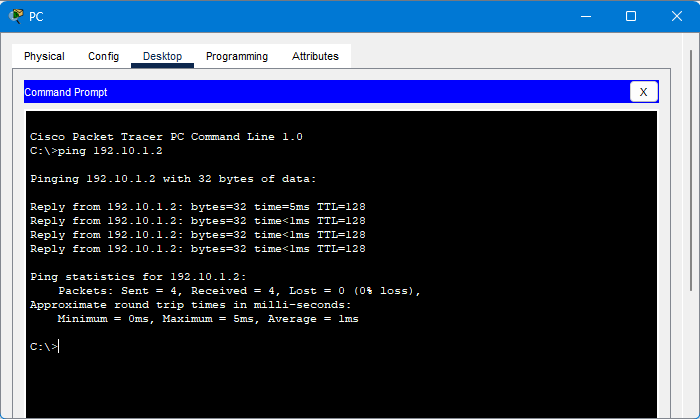 PC
Physical Config Desktop Programming Attributes
Command Prompt X
Cisco Packet Tracer PC Command Line 1.0
C:\>ping 192.10.1.2
Pinging 192.10.1.2 with 32 bytes of data:
Reply from 192.10.1.2: bytes=32 time=5ms TTL=128
Reply from 192.10.1.2: bytes=32 time<1ms TTL=128
Reply from 192.10.1.2: bytes=32 time<1ms TTL=128
Reply from 192.10.1.2: bytes=32 time<1ms TTL=128
Ping statistics for 192.10.1.2:
Packets: Sent = 4, Received = 4, Lost = 0 (0% loss),
Approximate round trip times in milli-seconds:
Minimum = 0ms, Maximum = 5ms, Average = 1ms
C:\>